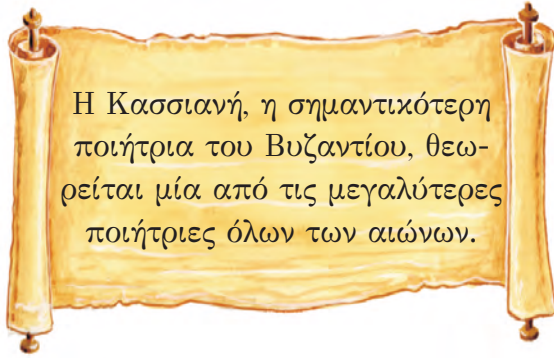 Η Κασσιανή, η σημαντικότερη
ποιήτρια του Βυζαντίου, θεω-
ρείται μία από τις μεγαλύτερες
ποιήτριες όλων των αιώνων.